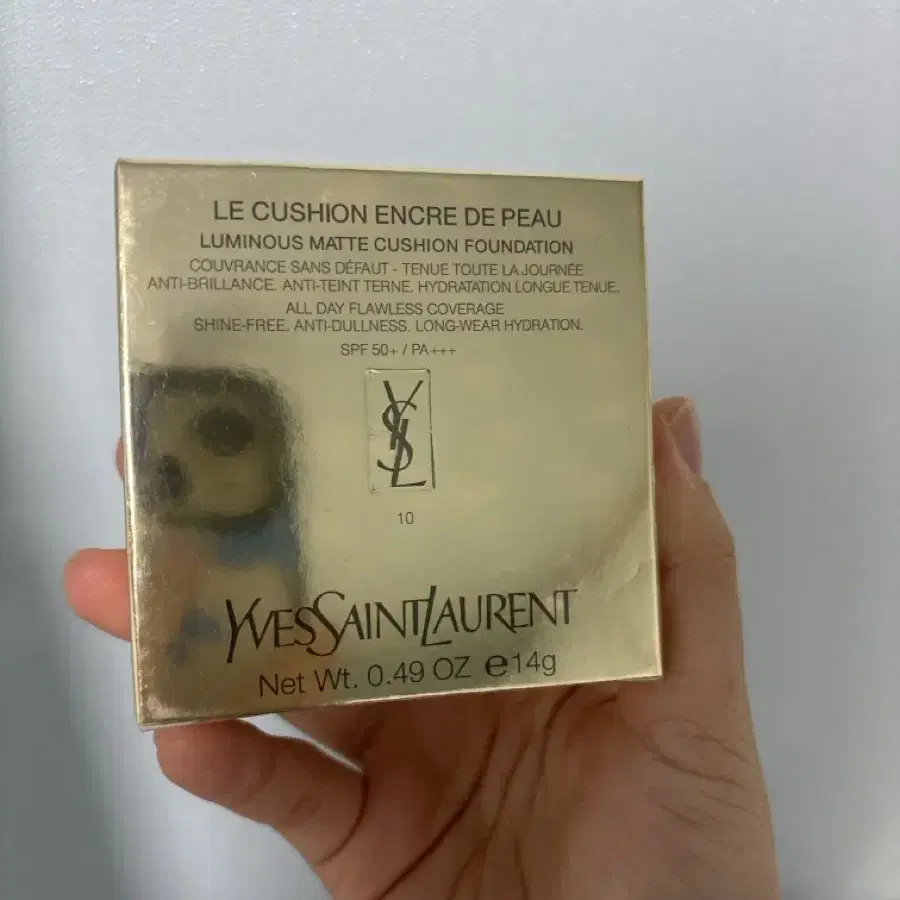 LE CUSHION ENCRE DE PEAU
LUMINOUS MATTE CUSHION FOUNDATION
COUVRANCE SANS DÉFAUT - TENUE TOUTE LA JOURNÉE
ANTI-BRILLANCE. ANTI-TEINT TERNE. HYDRATATION LONGUE TENUE.
ALL DAY FLAWLESS COVERAGE
SHINE-FREE. ANTI-DULLNESS. LONG-WEAR HYDRATION.
SPF 50+ / PA+++
YSL
10
YVESSAINTLAURENT
Net Wt. 0.49 OZ e14g